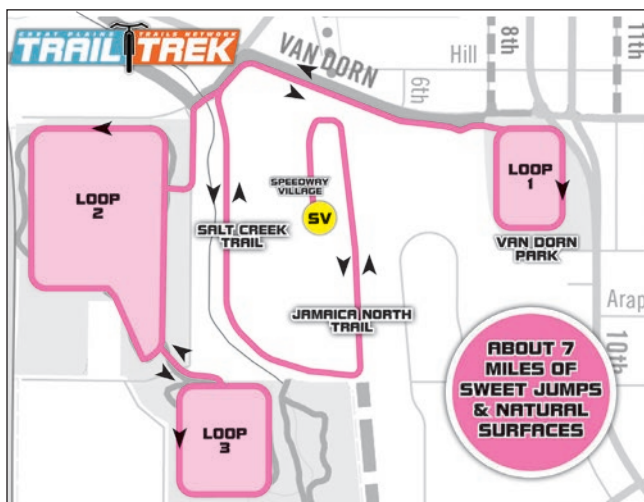 GREAT PLAINS TRAILS NETWORK
TRAIL TREK
VAN DORN
Hill
6th
8th
11th
LOOP
1
LOOP
2
SPEEDWAY
VILLAGE
SV
SALT CREEK
TRAIL
VAN DORN
PARK
JAMAICA NORTH
TRAIL
Arap
10th
ABOUT 7
MILES OF
SWEET JUMPS
& NATURAL
SURFACES
LOOP
3